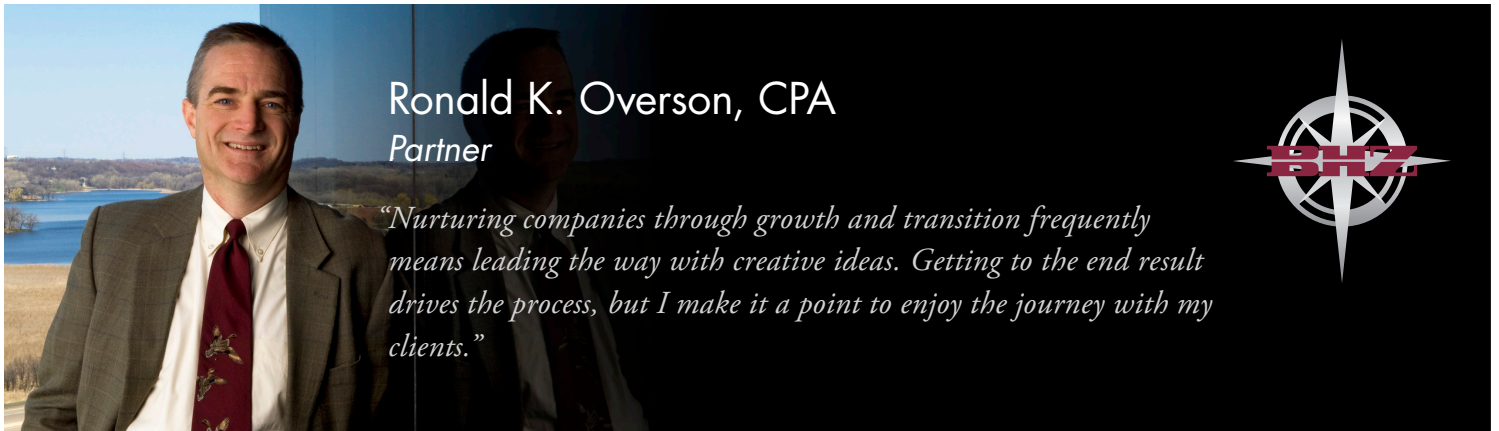 Ronald K. Overson, CPA
Partner
“Nurturing companies through growth and transition frequently
means leading the way with creative ideas. Getting to the end result
drives the process, but I make it a point to enjoy the journey with my
clients.”
BHZ